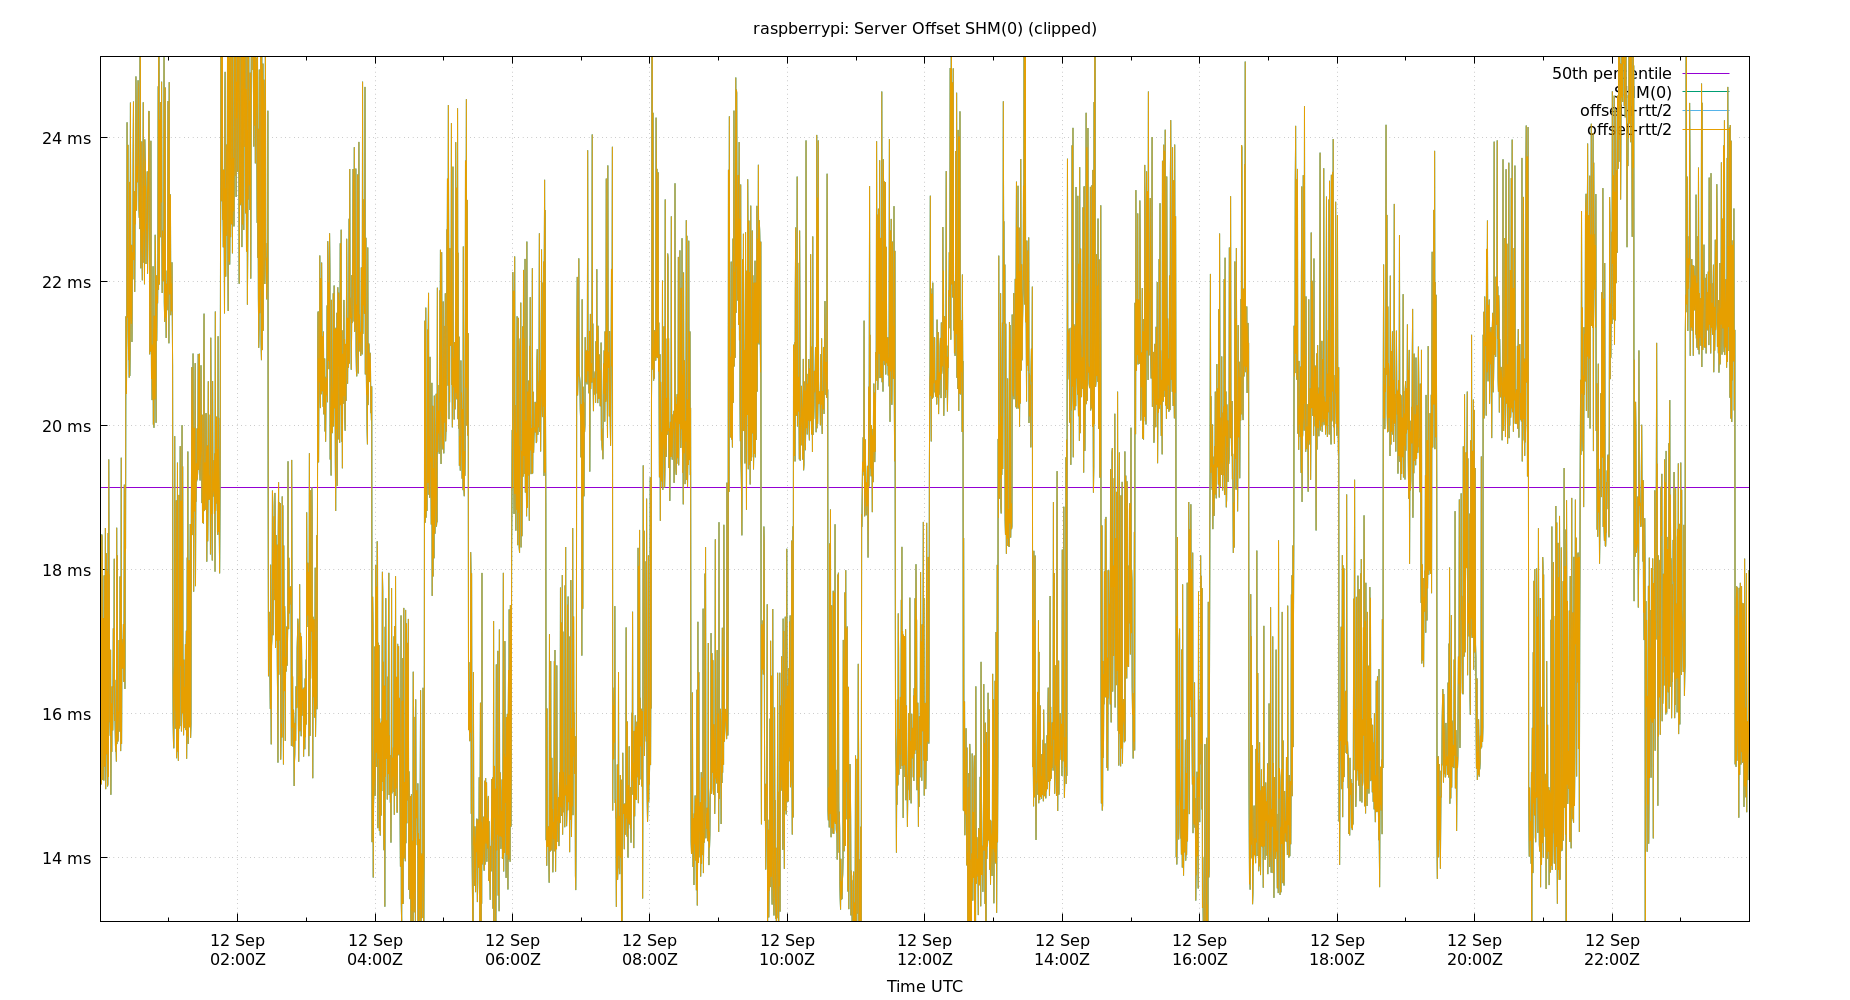 raspberrypi: Server Offset SHM(0) (clipped)
50th percentile
SHM(0)
offset+rtt/2
offset-rtt/2
24 ms
22 ms
20 ms
18 ms
16 ms
14 ms
12 Sep 12 Sep 12 Sep 12 Sep 12 Sep 12 Sep 12 Sep 12 Sep 12 Sep 12 Sep 12 Sep
02:00Z 04:00Z 06:00Z 08:00Z 10:00Z 12:00Z 14:00Z 16:00Z 18:00Z 20:00Z 22:00Z
Time UTC